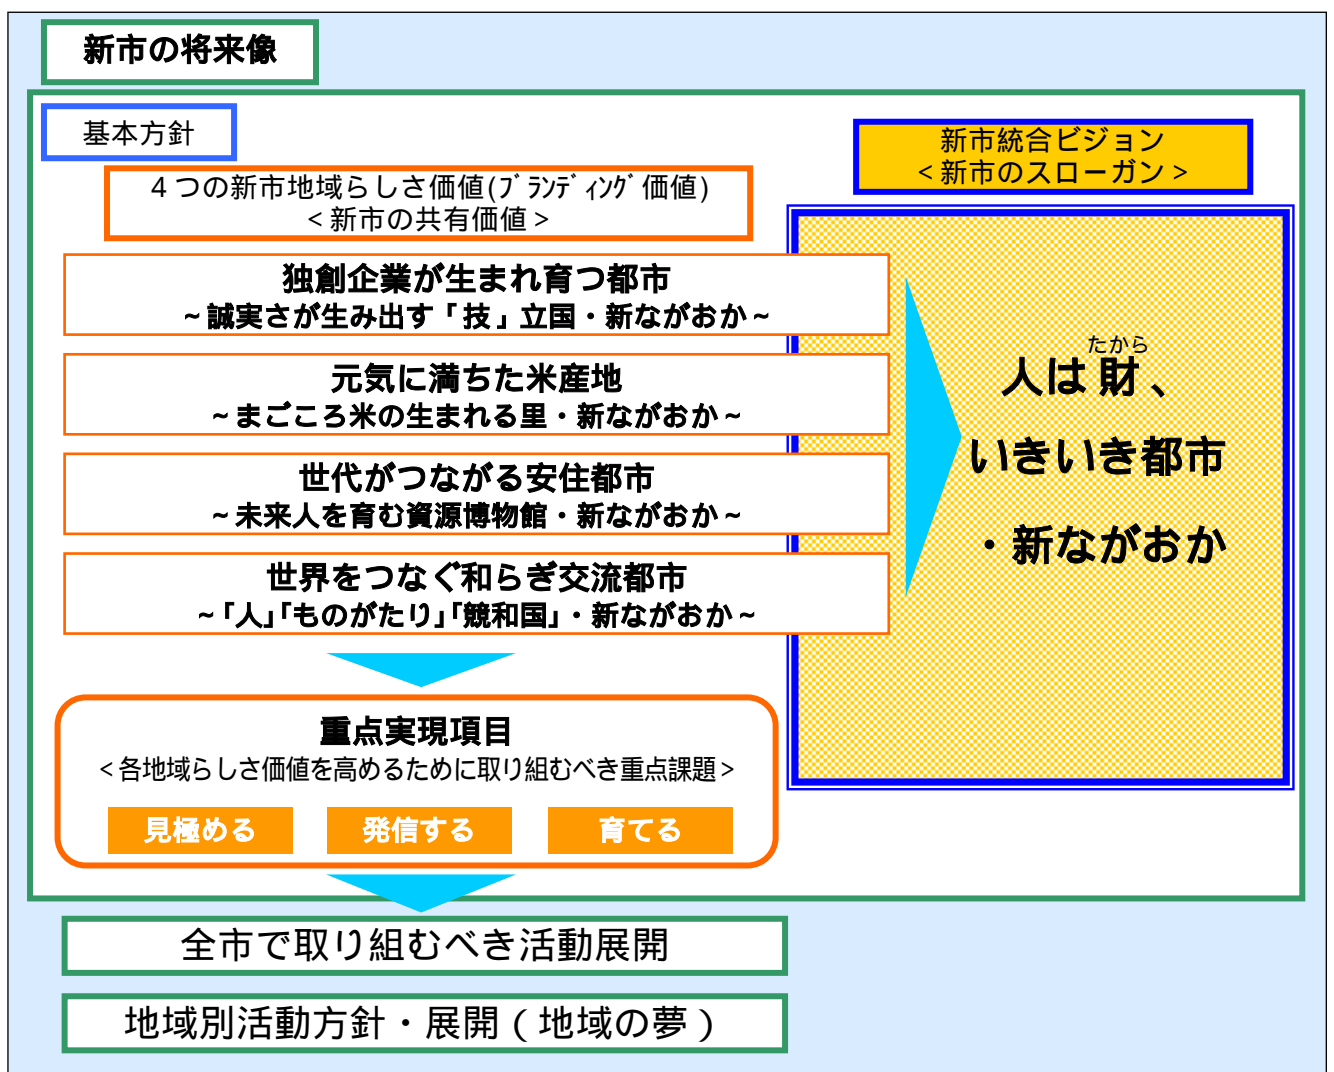 新市の将来像
基本方針
４つの新市地域らしさ価値(ﾌﾞﾗﾝﾃﾞｨﾝｸﾞ価値)
＜新市の共有価値＞
新市統合ビジョン
＜新市のスローガン＞
独創企業が生まれ育つ都市
~誠実さが生み出す「技」立国・新ながおか~
元気に満ちた米産地
~まごころ米の生まれる里・新ながおか~
世代がつながる安住都市
~未来人を育む資源博物館・新ながおか~
世界をつなぐ和らぎ交流都市
~｢人｣｢ものがたり｣｢競和国｣・新ながおか~
たから
人は財、
いきいき都市
・新ながおか
重点実現項目
＜各地域らしさ価値を高めるために取り組むべき重点課題＞
見極める
発信する
育てる
全市で取り組むべき活動展開
地域別活動方針・展開（地域の夢）